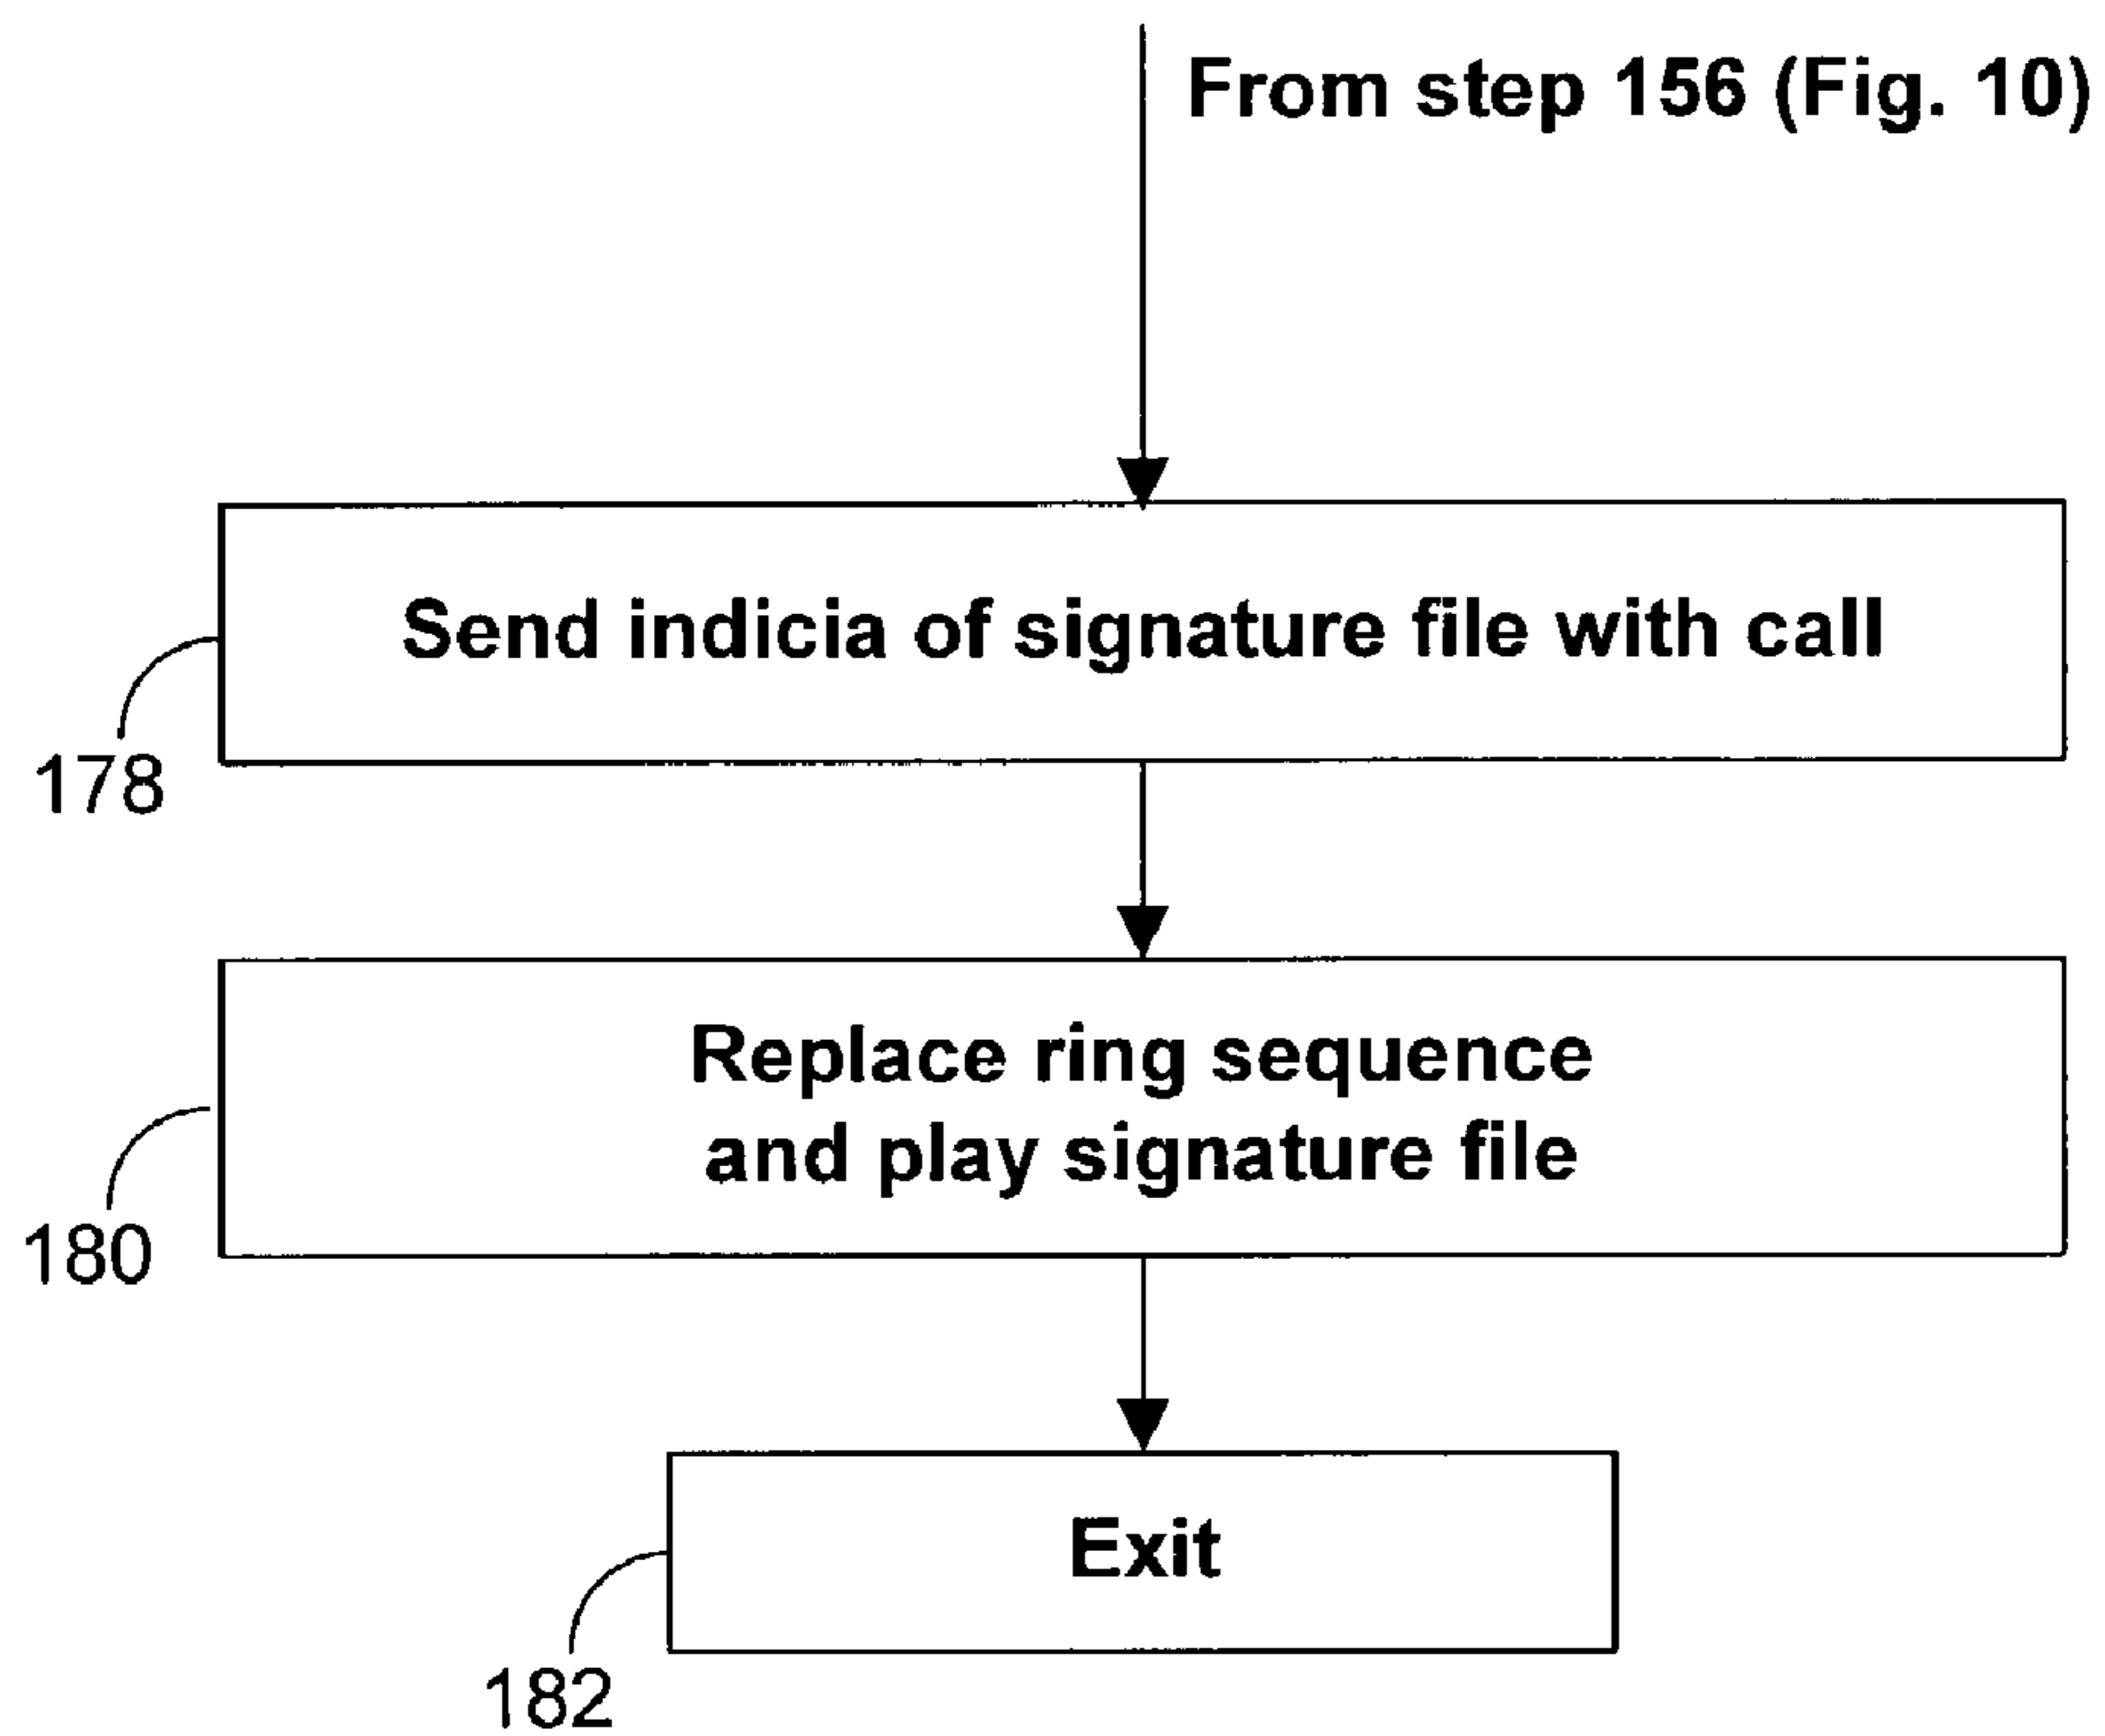 From step 156 (Fig. 10)
Send indicia of signature file with call
178
Replace ring sequence
and play signature file
180
Exit
182